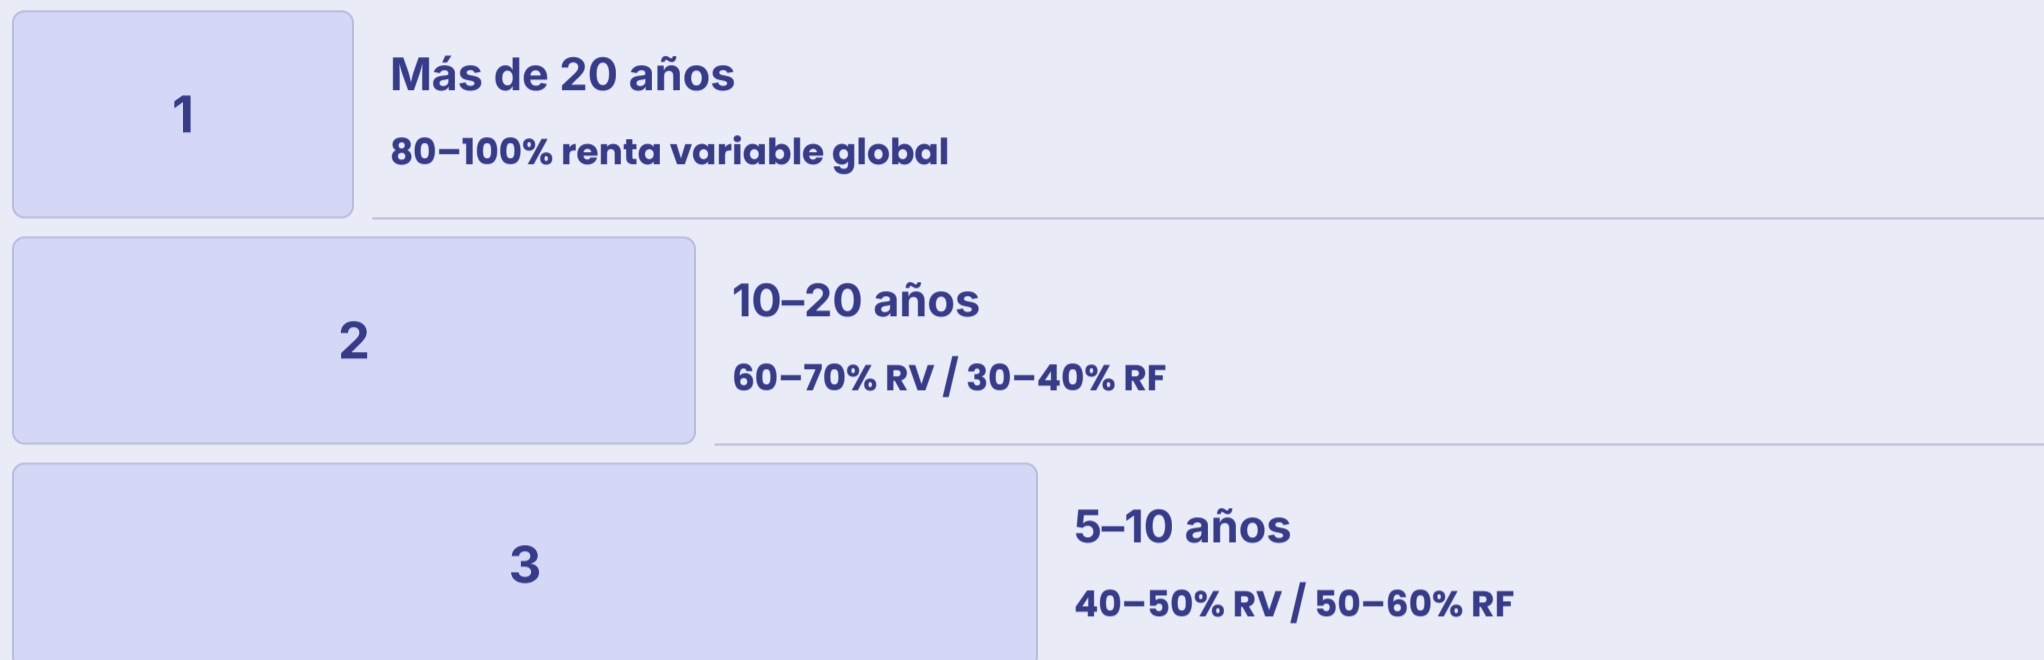 1
Más de 20 años
80–100% renta variable global
2
10–20 años
60–70% RV / 30–40% RF
3
5–10 años
40–50% RV / 50–60% RF